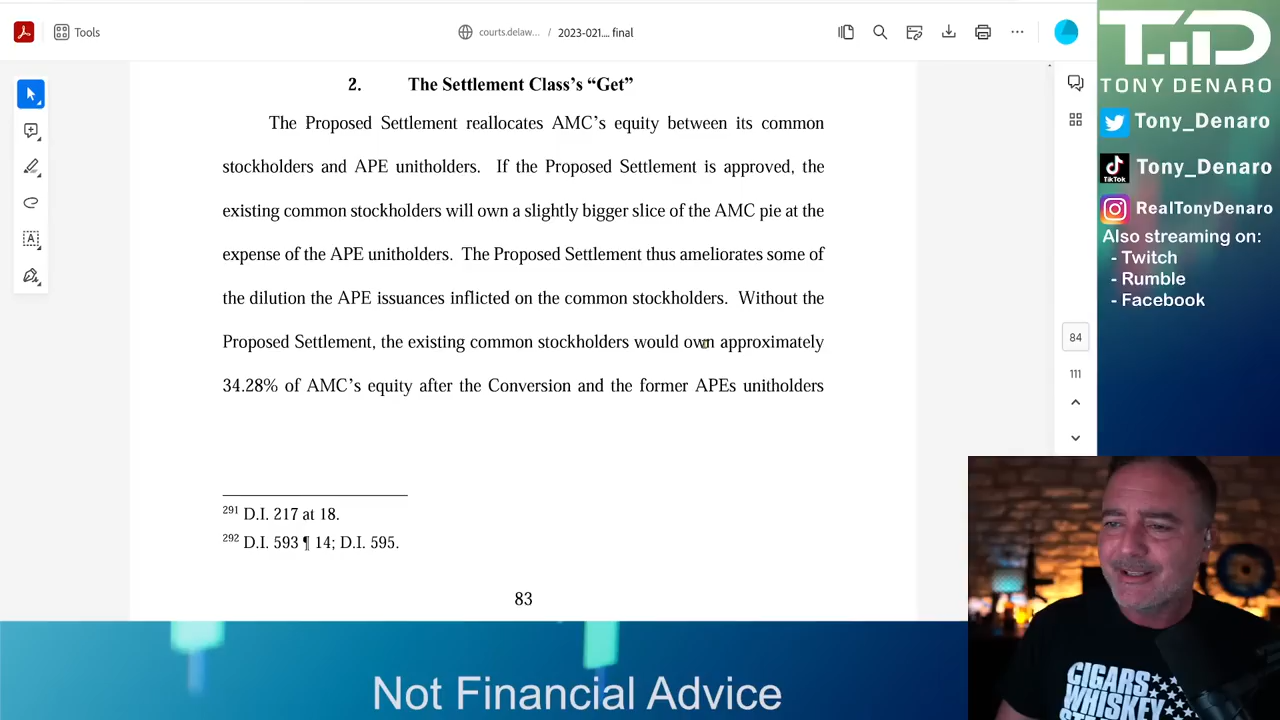 Tools
courts.delaw... / 2023-021.... final
2. The Settlement Class’s “Get”
The Proposed Settlement reallocates AMC’s equity between its common
stockholders and APE unitholders. If the Proposed Settlement is approved, the
existing common stockholders will own a slightly bigger slice of the AMC pie at the
expense of the APE unitholders. The Proposed Settlement thus ameliorates some of
the dilution the APE issuances inflicted on the common stockholders. Without the
Proposed Settlement, the existing common stockholders would own approximately
34.28% of AMC’s equity after the Conversion and the former APEs unitholders
291 D.I. 217 at 18.
292 D.I. 593 ¶ 14; D.I. 595.
83
84
111
TD
TONY DENARO
Tony_Denaro
TikTok
Tony_Denaro
RealTonyDenaro
Also streaming on:
- Twitch
- Rumble
- Facebook
CIGARS
WHISKEY
Not Financial Advice